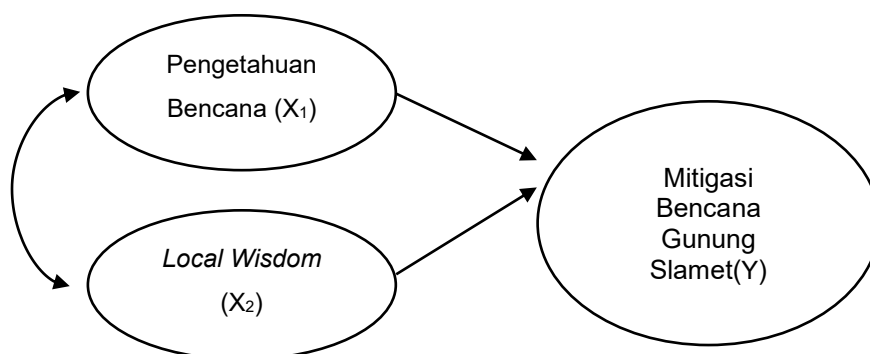 Pengetahuan
Bencana (X₁)
Local Wisdom
(X₂)
Mitigasi
Bencana
Gunung
Slamet(Y)